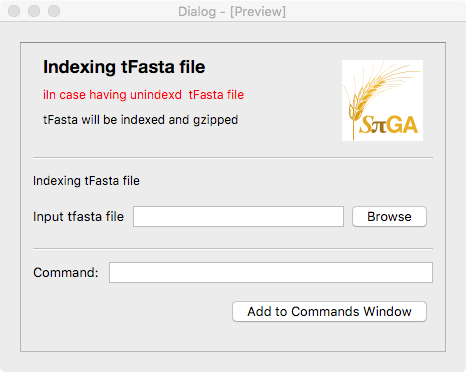 Dialog - [Preview]
Indexing tFasta file
iIn case having unindexd  tFasta file
tFasta will be indexed and gzipped
SπGA
Indexing tFasta file
Input tfasta file
Browse
Command:
Add to Commands Window